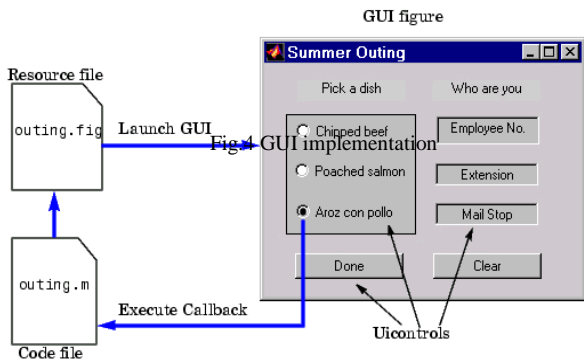 GUI figure
Summer Outing
Resource file
Pick a dish
Who are you
outing.fig
Launch GUI
Chipped beef
Employee No.
Fig.4 GUI implementation
Poached salmon
Extension
Aroz con pollo
Mail Stop
outing.m
Done
Clear
Execute Callback
Uicontrols
Code file